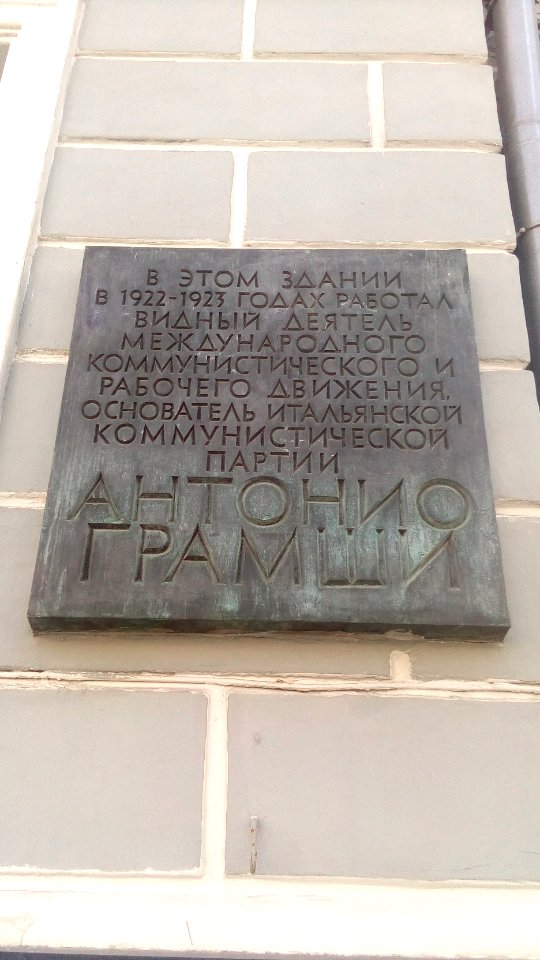 В ЭТОМ ЗДАНИИ
В 1922-1923 ГОДАХ РАБОТАЛ
ВИДНЫЙ ДЕЯТЕЛЬ
МЕЖДУНАРОДНОГО
КОММУНИСТИЧЕСКОГО И
РАБОЧЕГО ДВИЖЕНИЯ,
ОСНОВАТЕЛЬ ИТАЛЬЯНСКОЙ
КОММУНИСТИЧЕСКОЙ
ПАРТИИ
АНТОНИО
ГРАМШИ